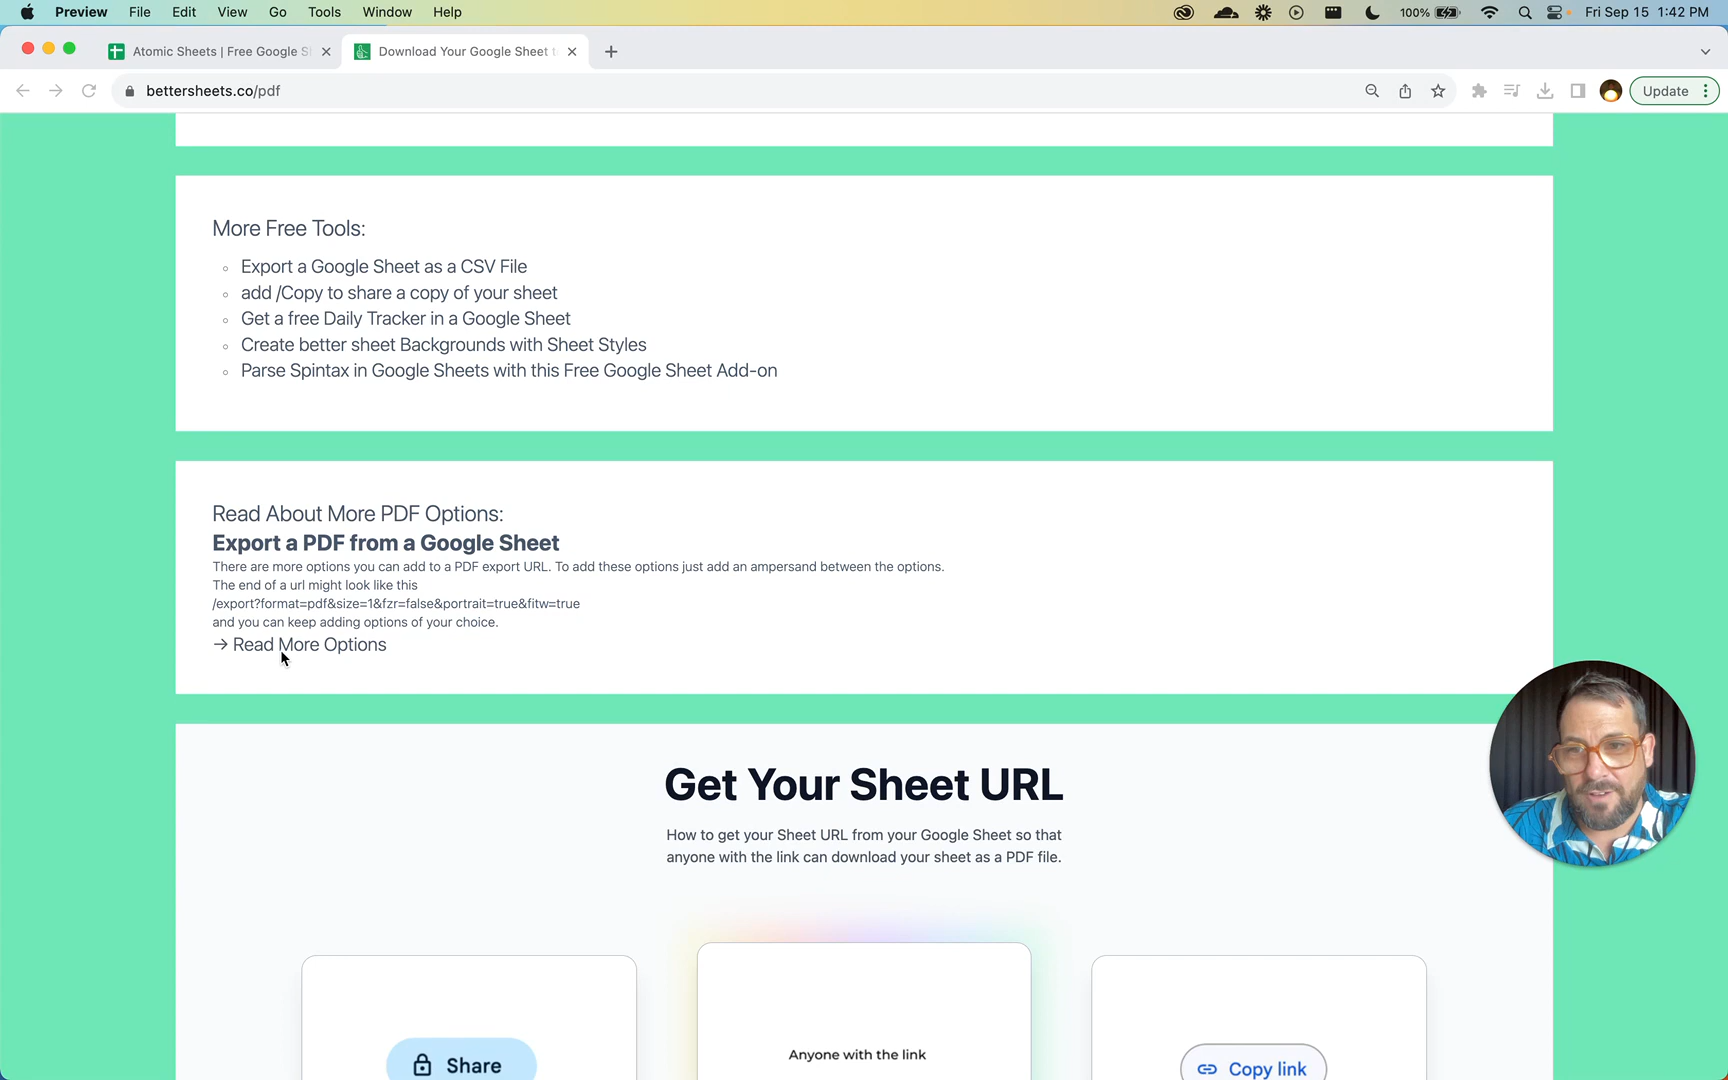 Preview File Edit View Go Tools Window Help 100% Fri Sep 15 1:42 PM
Atomic Sheets | Free Google S
Download Your Google Sheet t
bettersheets.co/pdf
Update
More Free Tools:
Export a Google Sheet as a CSV File
add /Copy to share a copy of your sheet
Get a free Daily Tracker in a Google Sheet
Create better sheet Backgrounds with Sheet Styles
Parse Spintax in Google Sheets with this Free Google Sheet Add-on
Read About More PDF Options:
Export a PDF from a Google Sheet
There are more options you can add to a PDF export URL. To add these options just add an ampersand between the options.
The end of a url might look like this
/export?format=pdf&size=1&fzr=false&portrait=true&fitw=true
and you can keep adding options of your choice.
→ Read More Options
Get Your Sheet URL
How to get your Sheet URL from your Google Sheet so that
anyone with the link can download your sheet as a PDF file.
Share
Anyone with the link
Copy link